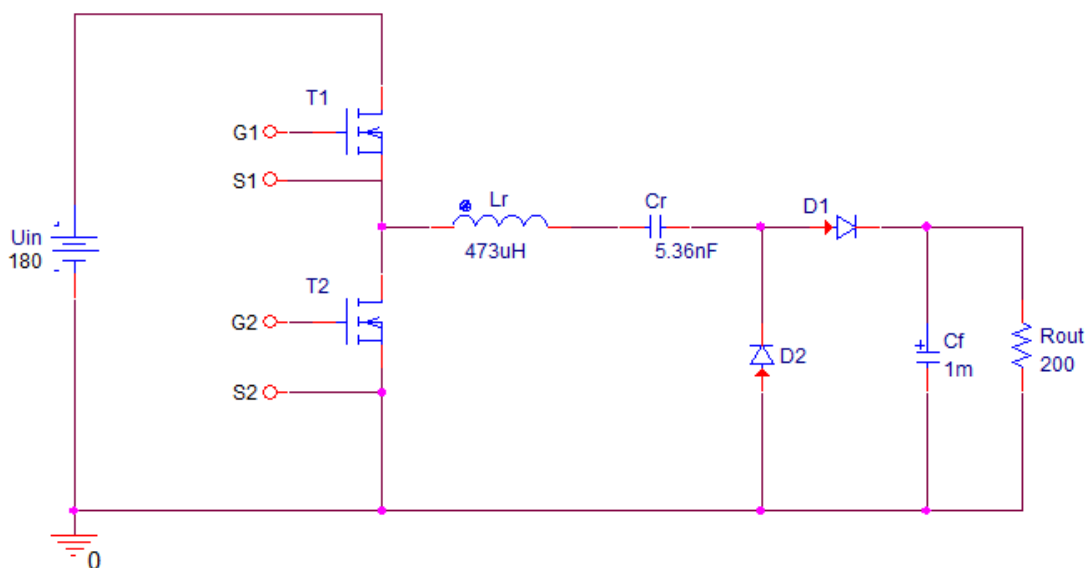 T1
G1
S1
Lr
Cr
D1
473uH
5.36nF
Uin
180
T2
G2
S2
D2
Cf
1m
Rout
200
0